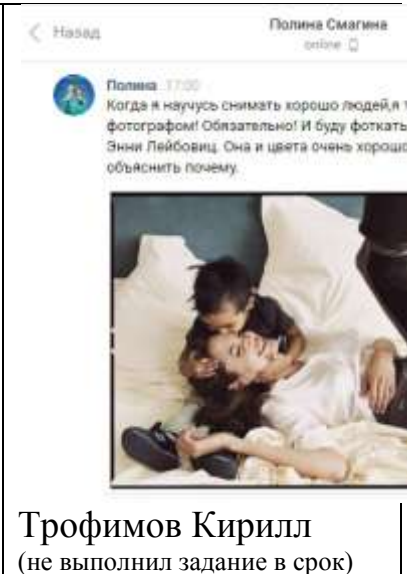 Назад
Полина Смагина
online
Полина 17:00
Когда я научусь снимать хорошо людей,я
фотографом! Обязательно! И буду фоткать
Энни Лейбовиц. Она и цвета очень хорошо
объяснить почему.
Трофимов Кирилл
(не выполнил задание в срок)